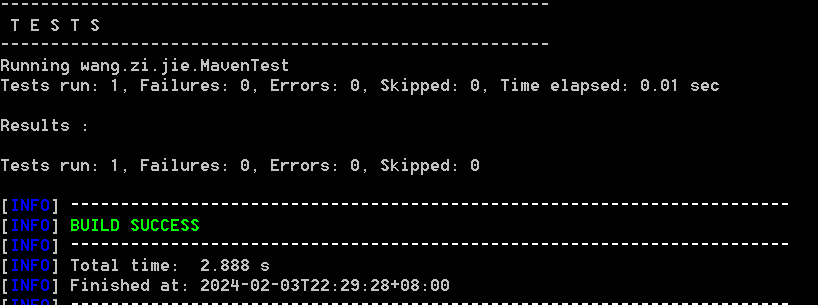 -------------------------------------------------------
 T E S T S
-------------------------------------------------------
Running wang.zi.jie.MavenTest
Tests run: 1, Failures: 0, Errors: 0, Skipped: 0, Time elapsed: 0.01 sec

Results :

Tests run: 1, Failures: 0, Errors: 0, Skipped: 0

[INFO] ------------------------------------------------------------------------
[INFO] BUILD SUCCESS
[INFO] ------------------------------------------------------------------------
[INFO] Total time:  2.888 s
[INFO] Finished at: 2024-02-03T22:29:28+08:00
[INFO] ------------------------------------------------------------------------